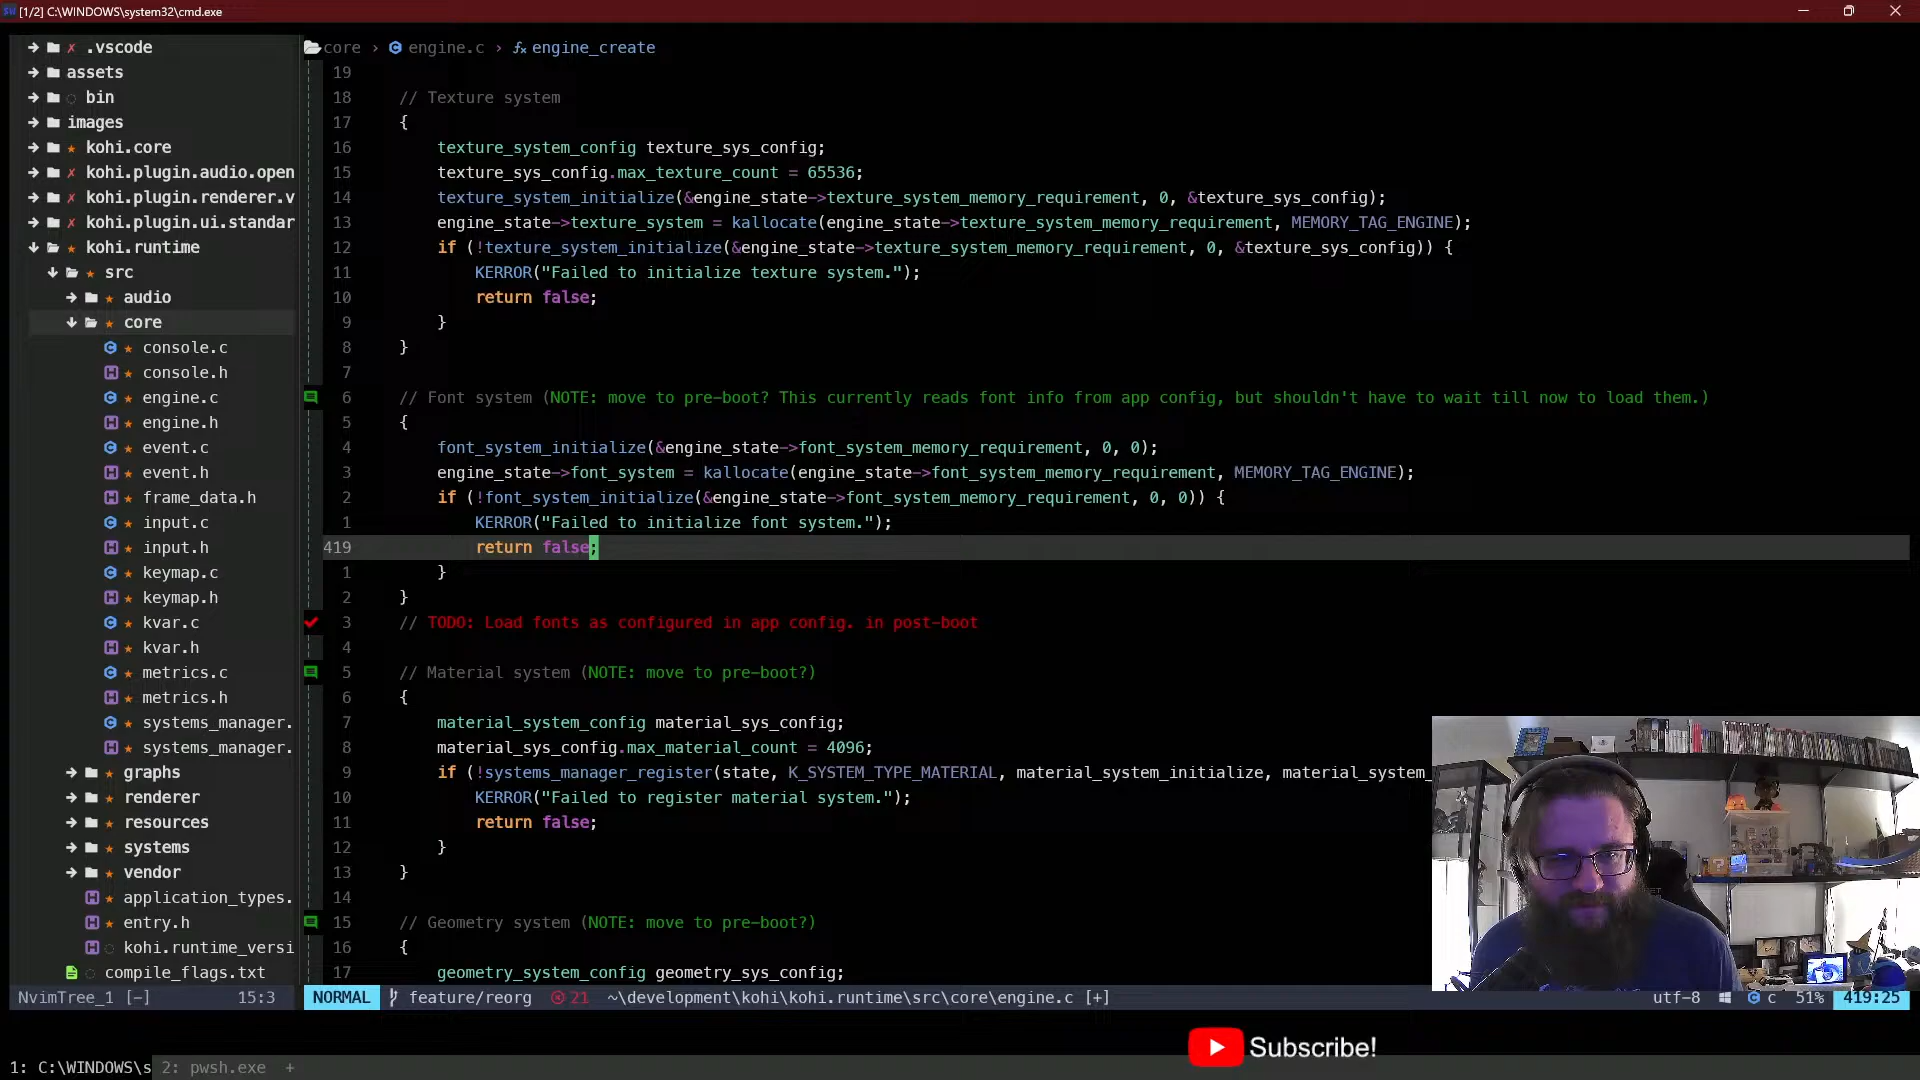 [1/2] C:\WINDOWS\system32\cmd.exe
.vscode
assets
bin
images
kohi.core
kohi.plugin.audio.open
kohi.plugin.renderer.v
kohi.plugin.ui.standar
kohi.runtime
src
audio
core
console.c
console.h
engine.c
engine.h
event.c
event.h
frame_data.h
input.c
input.h
keymap.c
keymap.h
kvar.c
kvar.h
metrics.c
metrics.h
systems_manager.
systems_manager.
graphs
renderer
resources
systems
vendor
application_types.
entry.h
kohi.runtime_versi
compile_flags.txt
NvimTree_1 [-] 15:3
core › engine.c › engine_create
19
18 // Texture system
17 {
16 texture_system_config texture_sys_config;
15 texture_sys_config.max_texture_count = 65536;
14 texture_system_initialize(&engine_state->texture_system_memory_requirement, 0, &texture_sys_config);
13 engine_state->texture_system = kallocate(engine_state->texture_system_memory_requirement, MEMORY_TAG_ENGINE);
12 if (!texture_system_initialize(&engine_state->texture_system_memory_requirement, 0, &texture_sys_config)) {
11 KERROR("Failed to initialize texture system.");
10 return false;
9 }
8 }
7
6 // Font system (NOTE: move to pre-boot? This currently reads font info from app config, but shouldn't have to wait till now to load them.)
5 {
4 font_system_initialize(&engine_state->font_system_memory_requirement, 0, 0);
3 engine_state->font_system = kallocate(engine_state->font_system_memory_requirement, MEMORY_TAG_ENGINE);
2 if (!font_system_initialize(&engine_state->font_system_memory_requirement, 0, 0)) {
1 KERROR("Failed to initialize font system.");
419 return false;
1 }
2 }
3 // TODO: Load fonts as configured in app config. in post-boot
4
5 // Material system (NOTE: move to pre-boot?)
6 {
7 material_system_config material_sys_config;
8 material_sys_config.max_material_count = 4096;
9 if (!systems_manager_register(state, K_SYSTEM_TYPE_MATERIAL, material_system_initialize, material_system_
10 KERROR("Failed to register material system.");
11 return false;
12 }
13 }
14
15 // Geometry system (NOTE: move to pre-boot?)
16 {
17 geometry_system_config geometry_sys_config;
NORMAL feature/reorg 21 ~\development\kohi\kohi.runtime\src\core\engine.c [+] utf-8 c 51% 419:25
Subscribe!
1: C:\WINDOWS\s 2: pwsh.exe +